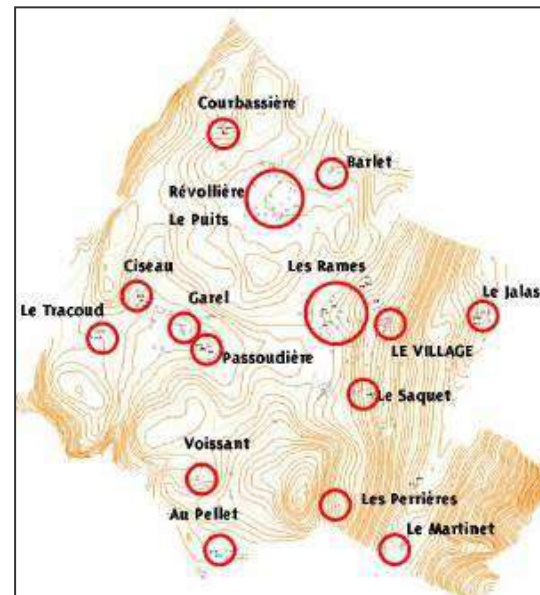 Courbassière
Barlet
Révollière
Le Puits
Ciseau
Les Rames
Garel
Le Jalas
Le Tracoud
LE VILLAGE
Passoudière
Le Saquet
Voissant
Les Perrières
Au Pellet
Le Martinet